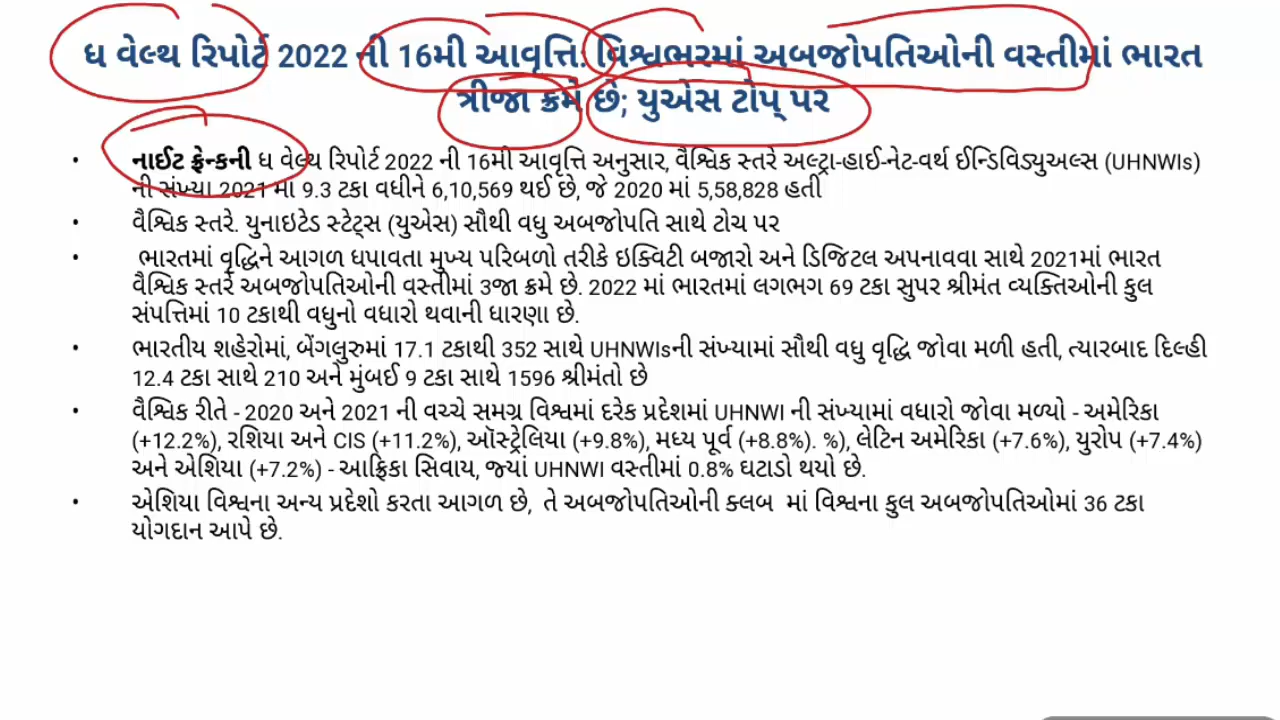 ધ વેલ્થ રિપોર્ટ 2022 ની 16મી આવૃત્તિ: વિશ્વભરમાં અબજોપતિઓની વસ્તીમાં ભારત
ત્રીજા ક્રમે છે; યુએસ ટોપ પર
• નાઈટ ફ્રેન્કની ધ વેલ્થ રિપોર્ટ 2022 ની 16મી આવૃત્તિ અનુસાર, વૈશ્વિક સ્તરે અલ્ટ્રા-હાઈ-નેટ-વર્થ ઈન્ડિવિડ્યુઅલ્સ (UHNWIs)
ની સંખ્યા 2021 માં 9.3 ટકા વધીને 6,10,569 થઈ છે, જે 2020 માં 5,58,828 હતી
• વૈશ્વિક સ્તરે. યુનાઇટેડ સ્ટેટ્સ (યુએસ) સૌથી વધુ અબજોપતિ સાથે ટોચ પર
• ભારતમાં વૃદ્ધિને આગળ ધપાવતા મુખ્ય પરિબળો તરીકે ઇક્વિટી બજારો અને ડિજિટલ અપનાવવા સાથે 2021માં ભારત
વૈશ્વિક સ્તરે અબજોપતિઓની વસ્તીમાં 3જા ક્રમે છે. 2022 માં ભારતમાં લગભગ 69 ટકા સુપર શ્રીમંત વ્યક્તિઓની કુલ
સંપત્તિમાં 10 ટકાથી વધુનો વધારો થવાની ધારણા છે.
• ભારતીય શહેરોમાં, બેંગલુરુમાં 17.1 ટકાથી 352 સાથે UHNWIsની સંખ્યામાં સૌથી વધુ વૃદ્ધિ જોવા મળી હતી, ત્યારબાદ દિલ્હી
12.4 ટકા સાથે 210 અને મુંબઈ 9 ટકા સાથે 1596 શ્રીમંતો છે
• વૈશ્વિક રીતે - 2020 અને 2021 ની વચ્ચે સમગ્ર વિશ્વમાં દરેક પ્રદેશમાં UHNWI ની સંખ્યામાં વધારો જોવા મળ્યો - અમેરિકા
(+12.2%), રશિયા અને CIS (+11.2%), ઑસ્ટ્રેલિયા (+9.8%), મધ્ય પૂર્વ (+8.8%). %), લેટિન અમેરિકા (+7.6%), યુરોપ (+7.4%)
અને એશિયા (+7.2%) - આફ્રિકા સિવાય, જ્યાં UHNWI વસ્તીમાં 0.8% ઘટાડો થયો છે.
• એશિયા વિશ્વના અન્ય પ્રદેશો કરતા આગળ છે, તે અબજોપતિઓની ક્લબ માં વિશ્વના કુલ અબજોપતિઓમાં 36 ટકા
યોગદાન આપે છે.